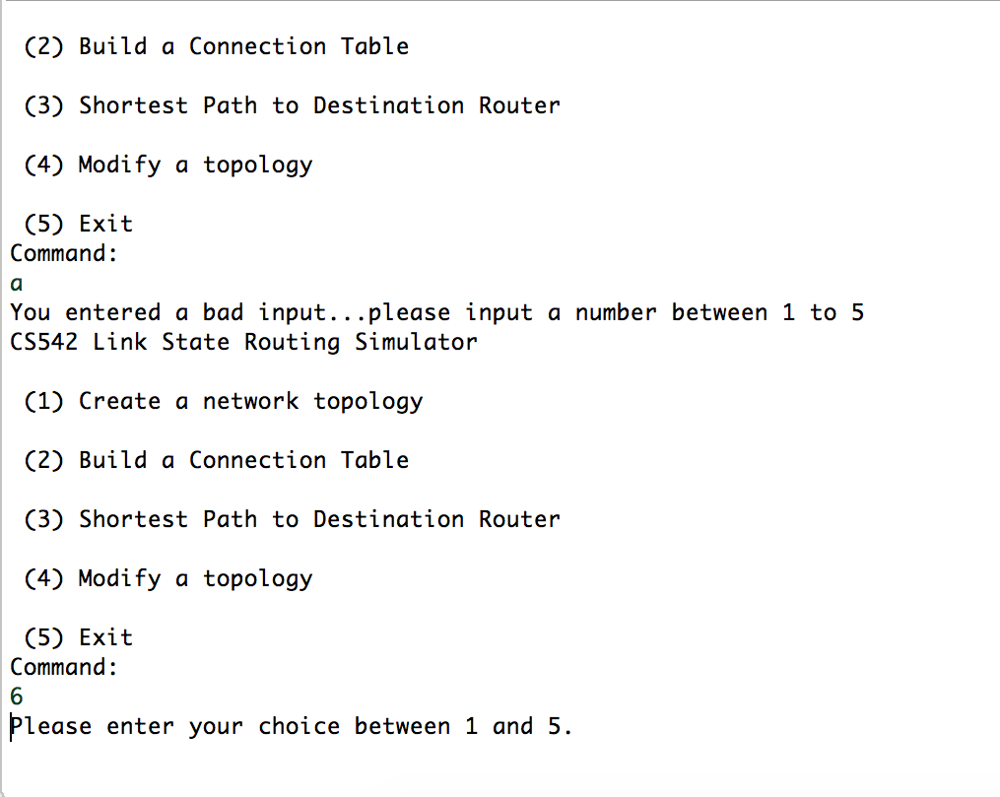 (2) Build a Connection Table
(3) Shortest Path to Destination Router
(4) Modify a topology
(5) Exit
Command:
a
You entered a bad input...please input a number between 1 to 5
CS542 Link State Routing Simulator
(1) Create a network topology
(2) Build a Connection Table
(3) Shortest Path to Destination Router
(4) Modify a topology
(5) Exit
Command:
6
Please enter your choice between 1 and 5.